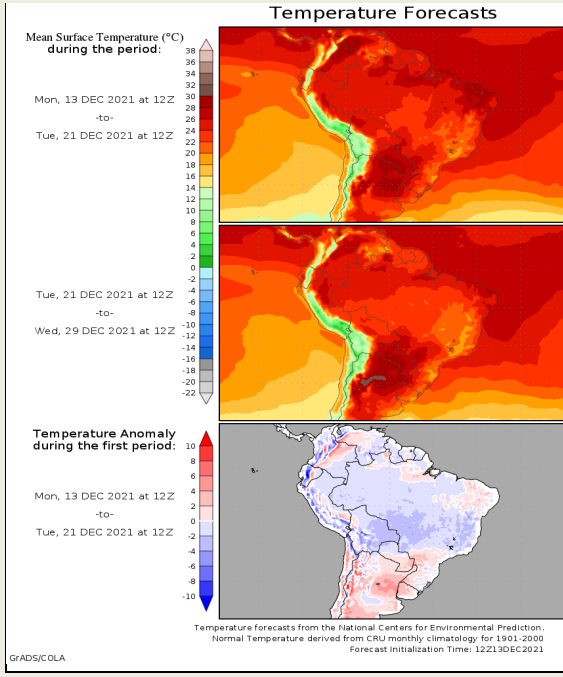 Temperature Forecasts
Mean Surface Temperature (°C)
during the period:
Mon, 13 DEC 2021 at 12Z
-to-
Tue, 21 DEC 2021 at 12Z
38
36
34
32
30
28
26
24
22
20
18
16
14
12
10
8
6
4
2
0
-2
-4
-6
-8
-10
-12
-14
-16
-18
-20
-22
Tue, 21 DEC 2021 at 12Z
-to-
Wed, 29 DEC 2021 at 12Z
Temperature Anomaly
during the first period:
Mon, 13 DEC 2021 at 12Z
-to-
Tue, 21 DEC 2021 at 12Z
10
8
6
4
2
0
-2
-4
-6
-8
-10
Temperature forecasts from the National Centers for Environmental Prediction.
Normal Temperature derived from CRU monthly climatology for 1901-2000
Forecast Initialization Time: 12Z13DEC2021
GrADS/COLA